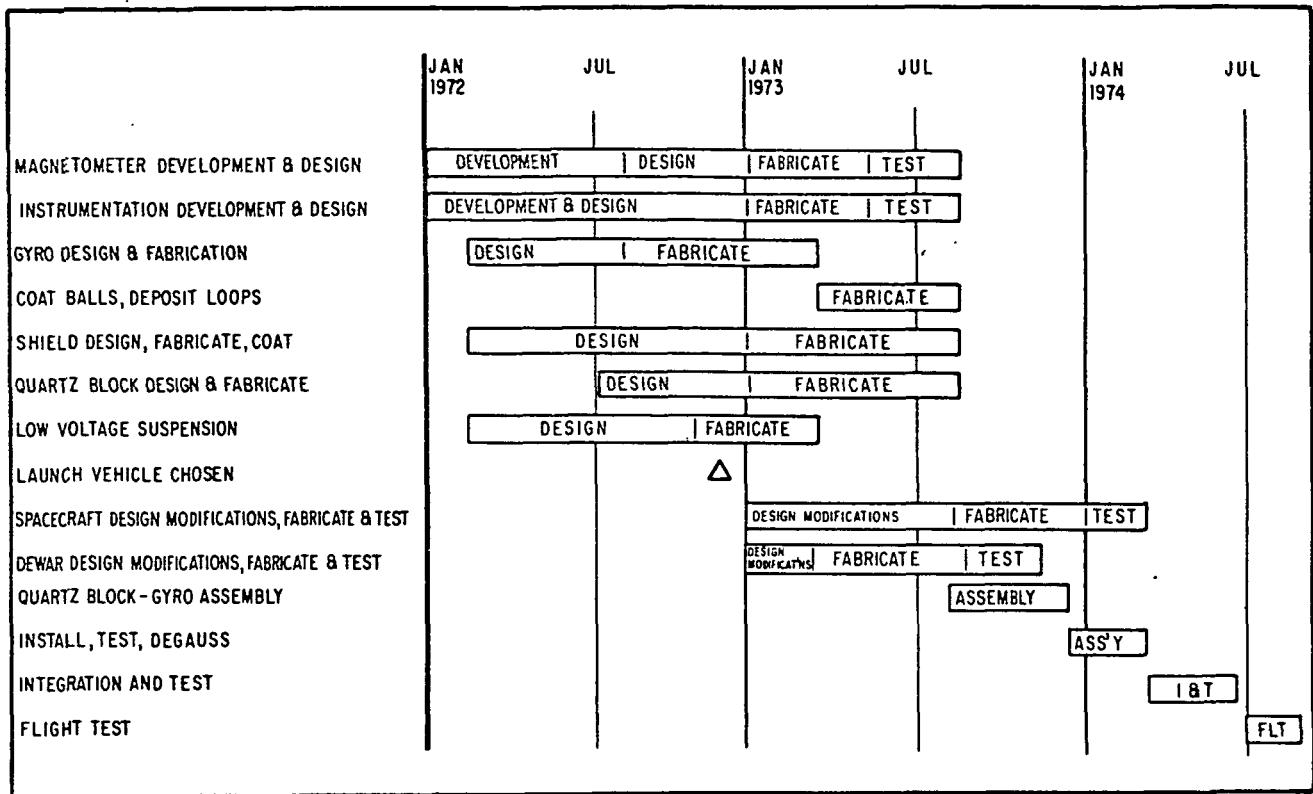 JAN JUL JAN JUL JAN JUL
1972 1973 1974
MAGNETOMETER DEVELOPMENT & DESIGN DEVELOPMENT DESIGN FABRICATE TEST
INSTRUMENTATION DEVELOPMENT & DESIGN DEVELOPMENT & DESIGN FABRICATE TEST
GYRO DESIGN & FABRICATION DESIGN FABRICATE
COAT BALLS, DEPOSIT LOOPS FABRICATE
SHIELD DESIGN, FABRICATE, COAT DESIGN FABRICATE
QUARTZ BLOCK DESIGN & FABRICATE DESIGN FABRICATE
LOW VOLTAGE SUSPENSION DESIGN FABRICATE
LAUNCH VEHICLE CHOSEN
SPACECRAFT DESIGN MODIFICATIONS, FABRICATE & TEST DESIGN MODIFICATIONS FABRICATE TEST
DEWAR DESIGN MODIFICATIONS, FABRICATE & TEST DESIGN MODIFICAT'NS FABRICATE TEST
QUARTZ BLOCK-GYRO ASSEMBLY ASSEMBLY
INSTALL, TEST, DEGAUSS ASS'Y
INTEGRATION AND TEST I & T
FLIGHT TEST FLT